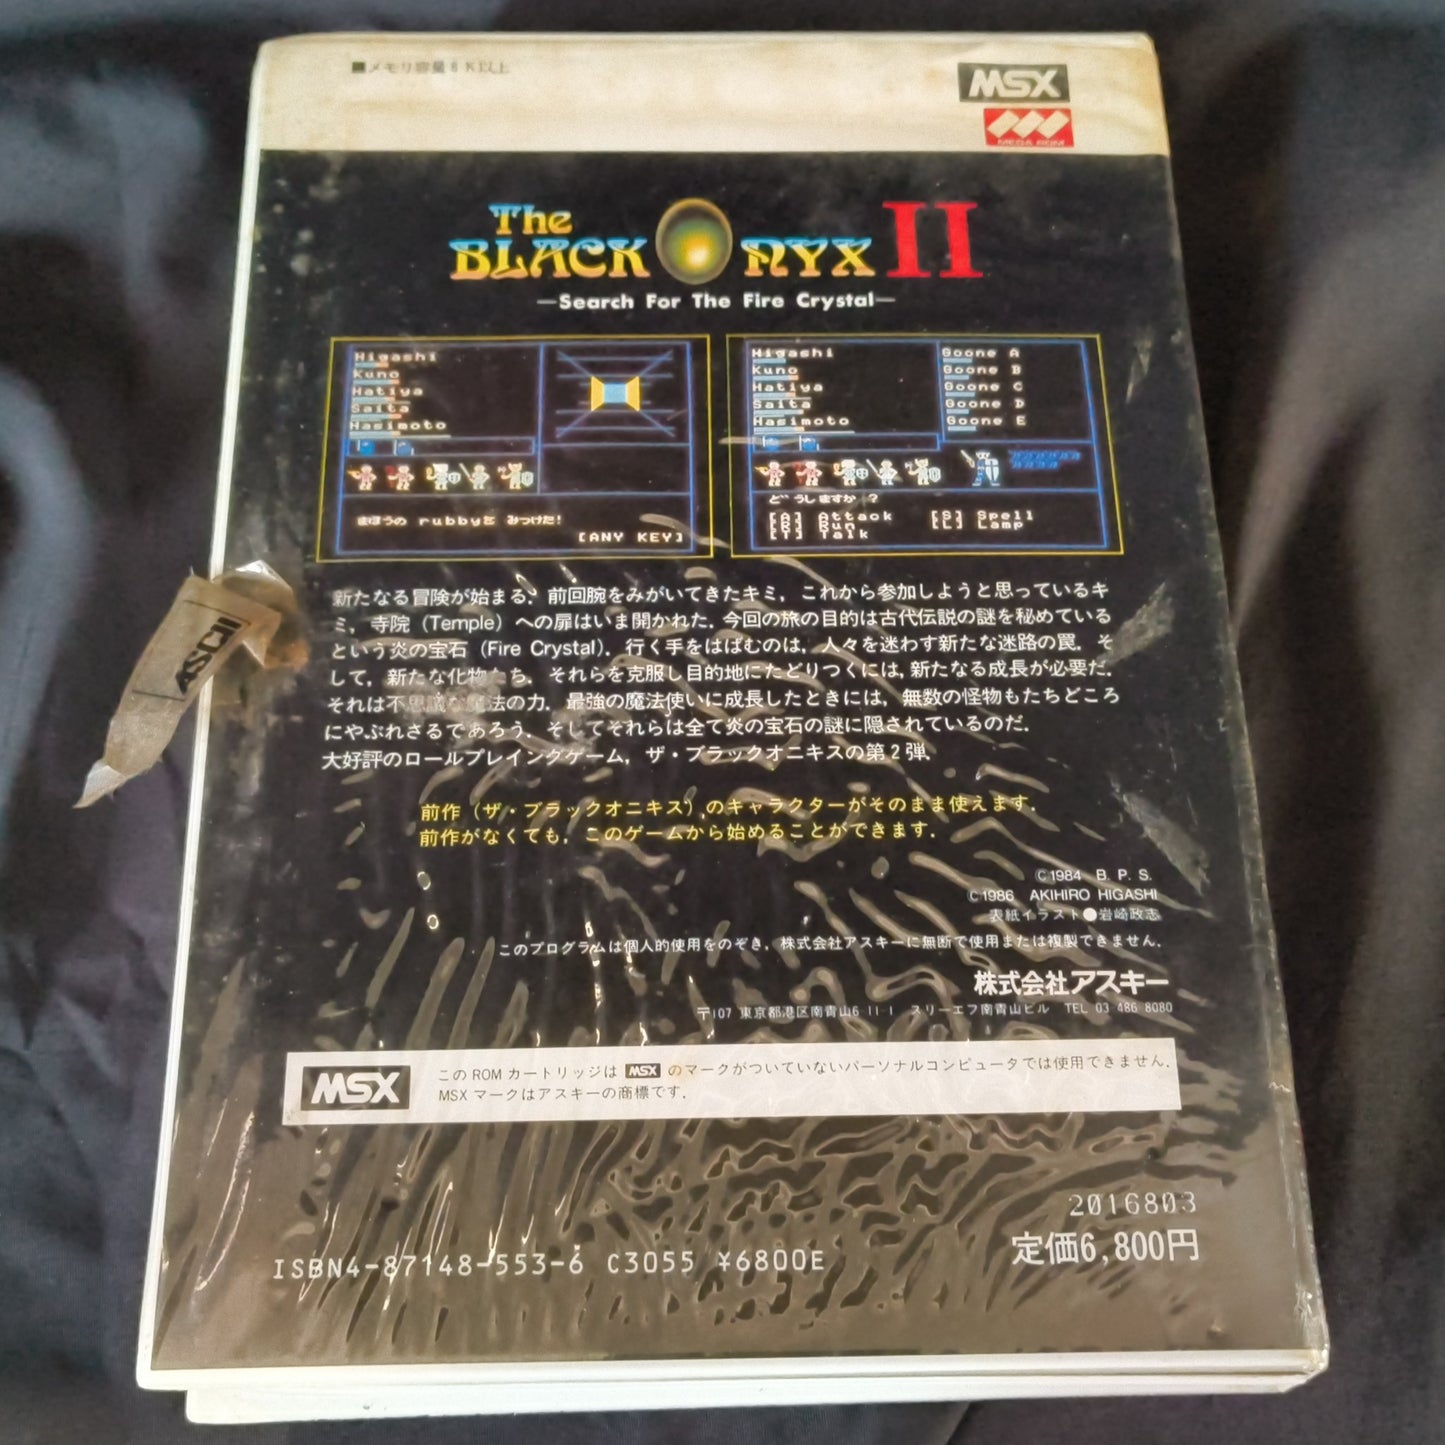 ■メモリ容量8K以上
MSX
MEGA ROM
The
BLACK ONYX II
—Search For The Fire Crystal—
Higashi
Kuno
Hatiya
Saita
Hasimoto
まほうの rubbyを みつけた!
[ANY KEY]
Higashi
Kuno
Hatiya
Saita
Hasimoto
Goone A
Goone B
Goone C
Goone D
Goone E
どうしますか ?
[A] Attack [S] Spell
[R] Run [L] Lamp
[T] Talk
新たなる冒険が始まる. 前回腕をみがいてきたキミ, これから参加しようと思っているキ
ミ, 寺院 (Temple) への扉はいま開かれた. 今回の旅の目的は古代伝説の謎を秘めている
という炎の宝石 (Fire Crystal). 行く手をはばむのは, 人々を迷わす新たな迷路の罠. そ
して, 新たな化物たち. それらを克服し目的地にたどりつくには, 新たなる成長が必要だ.
それは不思議な魔法の力. 最強の魔法使いに成長したときには, 無数の怪物もたちどころ
にやぶれさるであろう. そしてそれらは全て炎の宝石の謎に隠されているのだ.
大好評のロールプレイングゲーム, ザ・ブラックオニキスの第2弾.
前作 (ザ・ブラックオニキス) のキャラクターがそのまま使えます.
前作がなくても, このゲームから始めることができます.
©1984 B. P. S.
©1986 AKIHIRO HIGASHI
表紙イラスト●岩崎政志
このプログラムは個人的使用をのぞき, 株式会社アスキーに無断で使用または複製できません.
株式会社アスキー
〒107 東京都港区南青山6-11-1 スリーエフ南青山ビル TEL 03-486-8080
MSX
このROMカートリッジは MSX のマークがついていないパーソナルコンピュータでは使用できません.
MSXマークはアスキーの商標です.
2016803
定価6,800円
ISBN4-87148-553-6 C3055 ¥6800E
ASCII